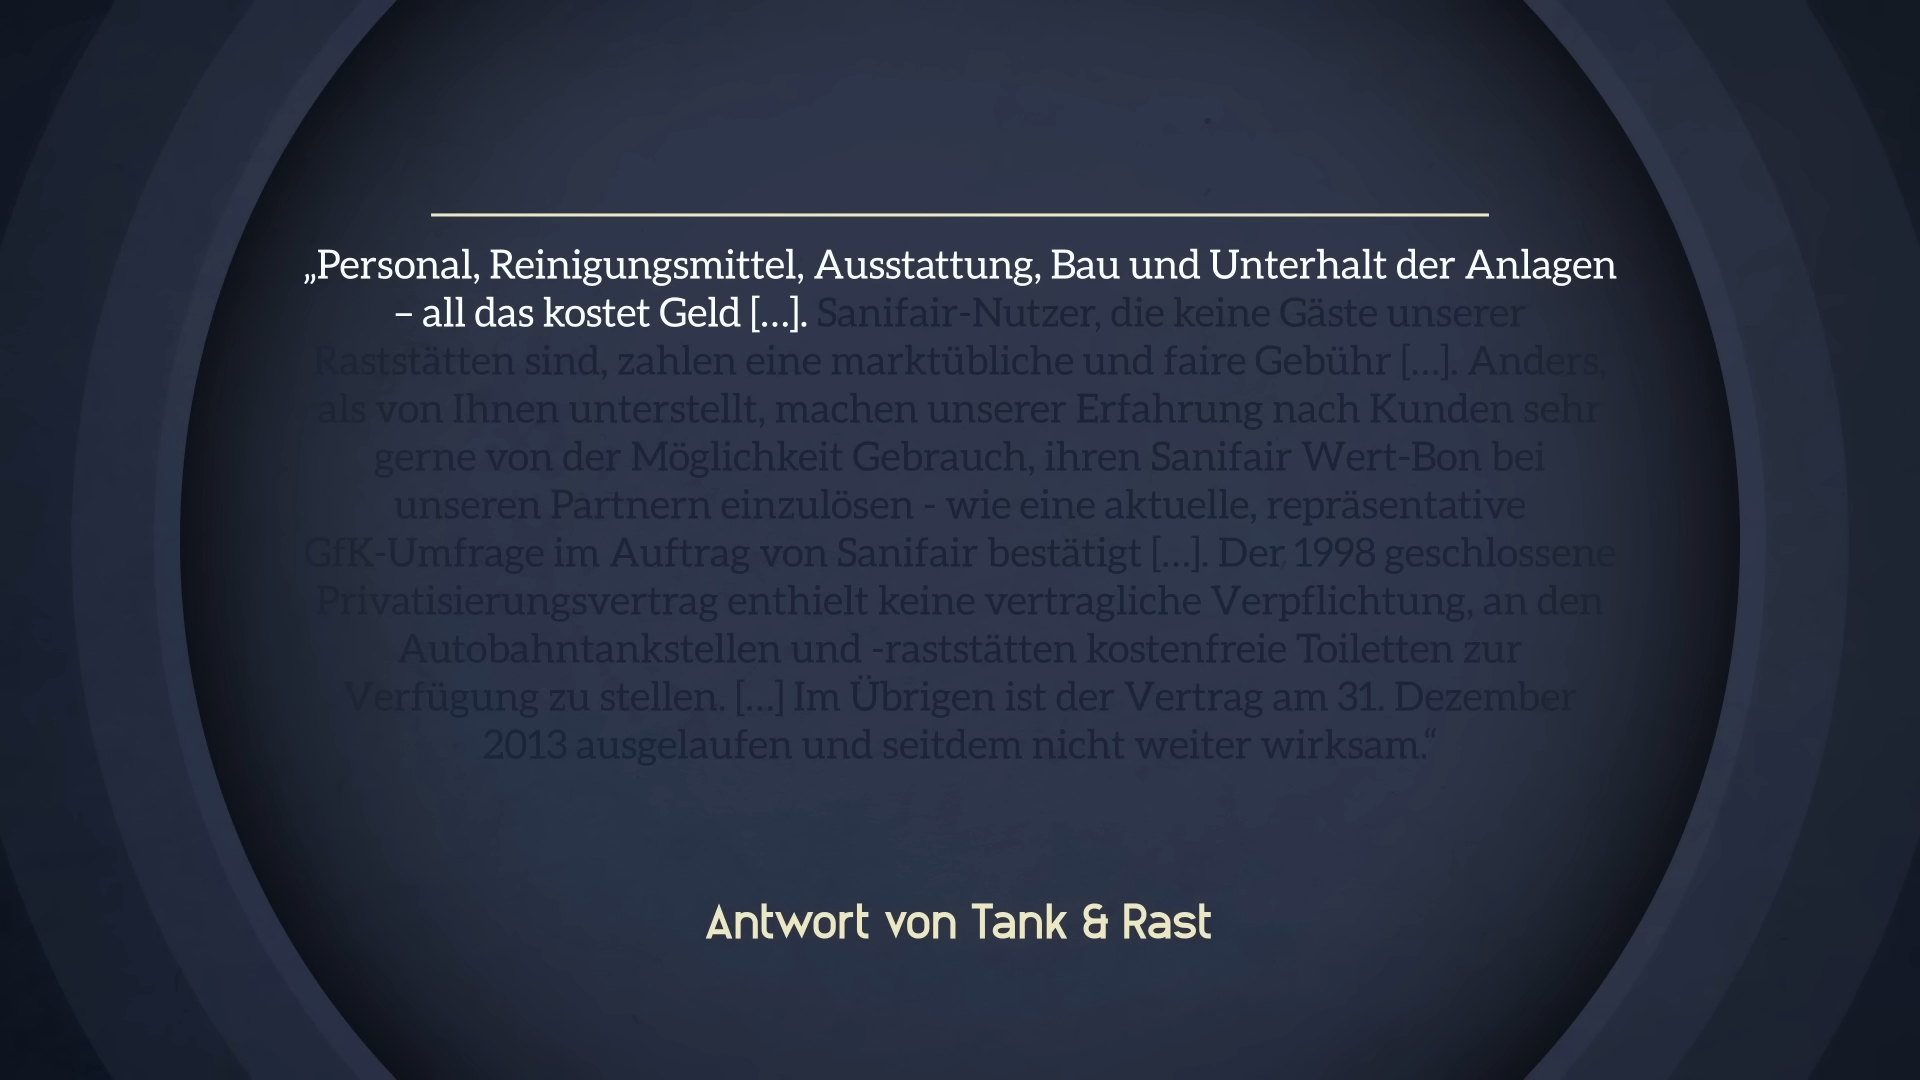 „Personal, Reinigungsmittel, Ausstattung, Bau und Unterhalt der Anlagen
– all das kostet Geld [...]. Sanifair-Nutzer, die keine Gäste unserer
Raststätten sind, zahlen eine marktübliche und faire Gebühr [...]. Anders,
als von Ihnen unterstellt, machen unserer Erfahrung nach Kunden sehr
gerne von der Möglichkeit Gebrauch, ihren Sanifair Wert-Bon bei
unseren Partnern einzulösen - wie eine aktuelle, repräsentative
GfK-Umfrage im Auftrag von Sanifair bestätigt [...]. Der 1998 geschlossene
Privatisierungsvertrag enthielt keine vertragliche Verpflichtung, an den
Autobahntankstellen und -raststätten kostenfreie Toiletten zur
Verfügung zu stellen. [...] Im Übrigen ist der Vertrag am 31. Dezember
2013 ausgelaufen und seitdem nicht weiter wirksam.“
Antwort von Tank & Rast